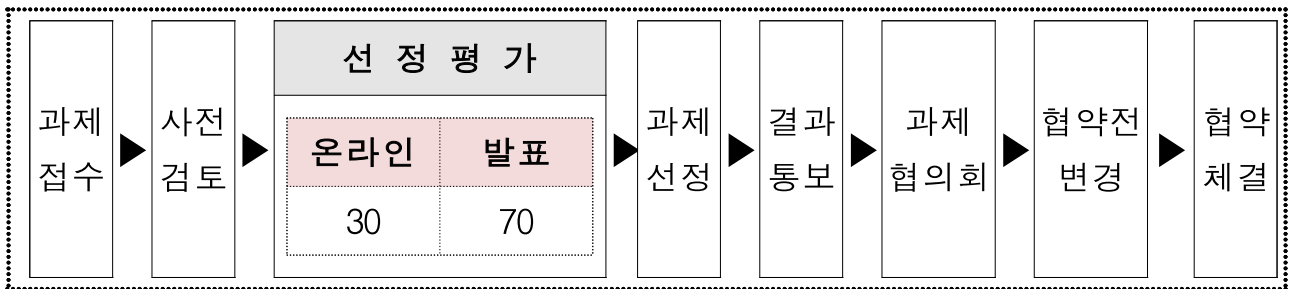 과제
접수
사전
검토
선 정 평 가
온라인 발표
30 70
과제
선정
결과
통보
과제
협의회
협약전
변경
협약
체결